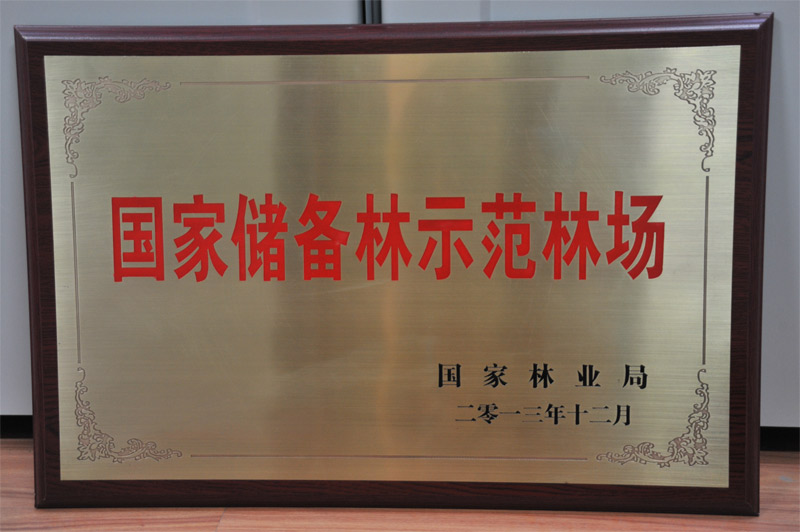 国家储备林示范林场
国家林业局
二零一三年十二月